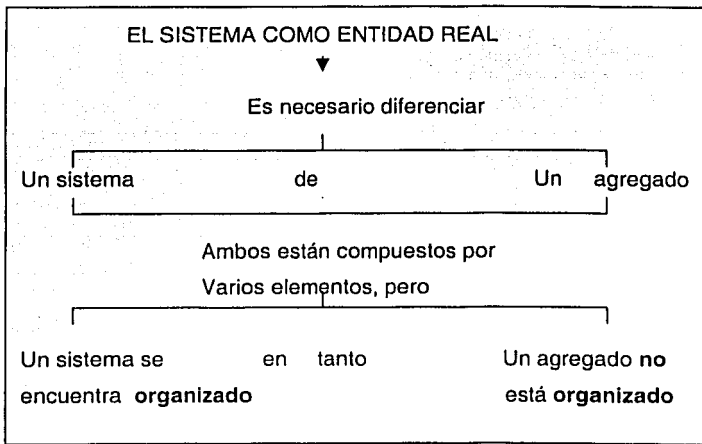 EL SISTEMA COMO ENTIDAD REAL
Es necesario diferenciar
Un sistema de Un agregado
Ambos están compuestos por
Varios elementos, pero
Un sistema se en tanto Un agregado no
encuentra organizado está organizado